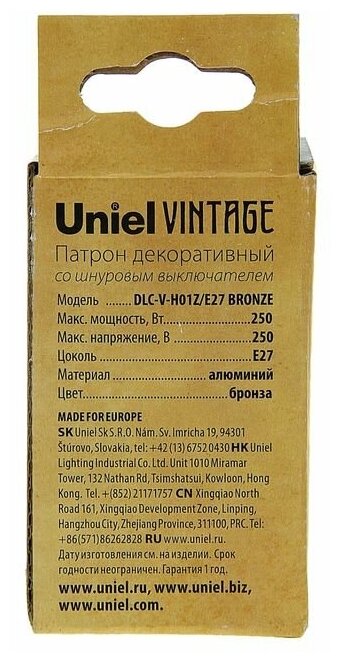 Uniel® VINTAGE
Патрон декоративный
со шнуровым выключателем
Модель ........ DLC-V-H01Z/E27 BRONZE
Макс. мощность, Вт.................250
Макс. напряжение, В ...............250
Цоколь .............................E27
Материал ....................алюминий
Цвет............................бронза
MADE FOR EUROPE
SK Uniel Sk S.R.O. Nám. Sv. Imricha 19, 94301
Štúrovo, Slovakia, tel: +42 (13) 6752 0430 HK Uniel
Lighting Industrial Co. Ltd. Unit 1010 Miramar
Tower, 132 Nathan Rd, Tsimshatsui, Kowloon, Hong
Kong. Tel. +(852) 21171757 CN Xingqiao North
Road 161, Xingqiao Development Zone, Linping,
Hangzhou City, Zhejiang Province, 311100, PRC. Tel:
+86(571)86262828 RU www.uniel.ru.
Дату изготовления см. на изделии. Срок
годности неограничен. Гарантия 1 год.
www.uniel.ru, www.uniel.biz,
www.uniel.com.